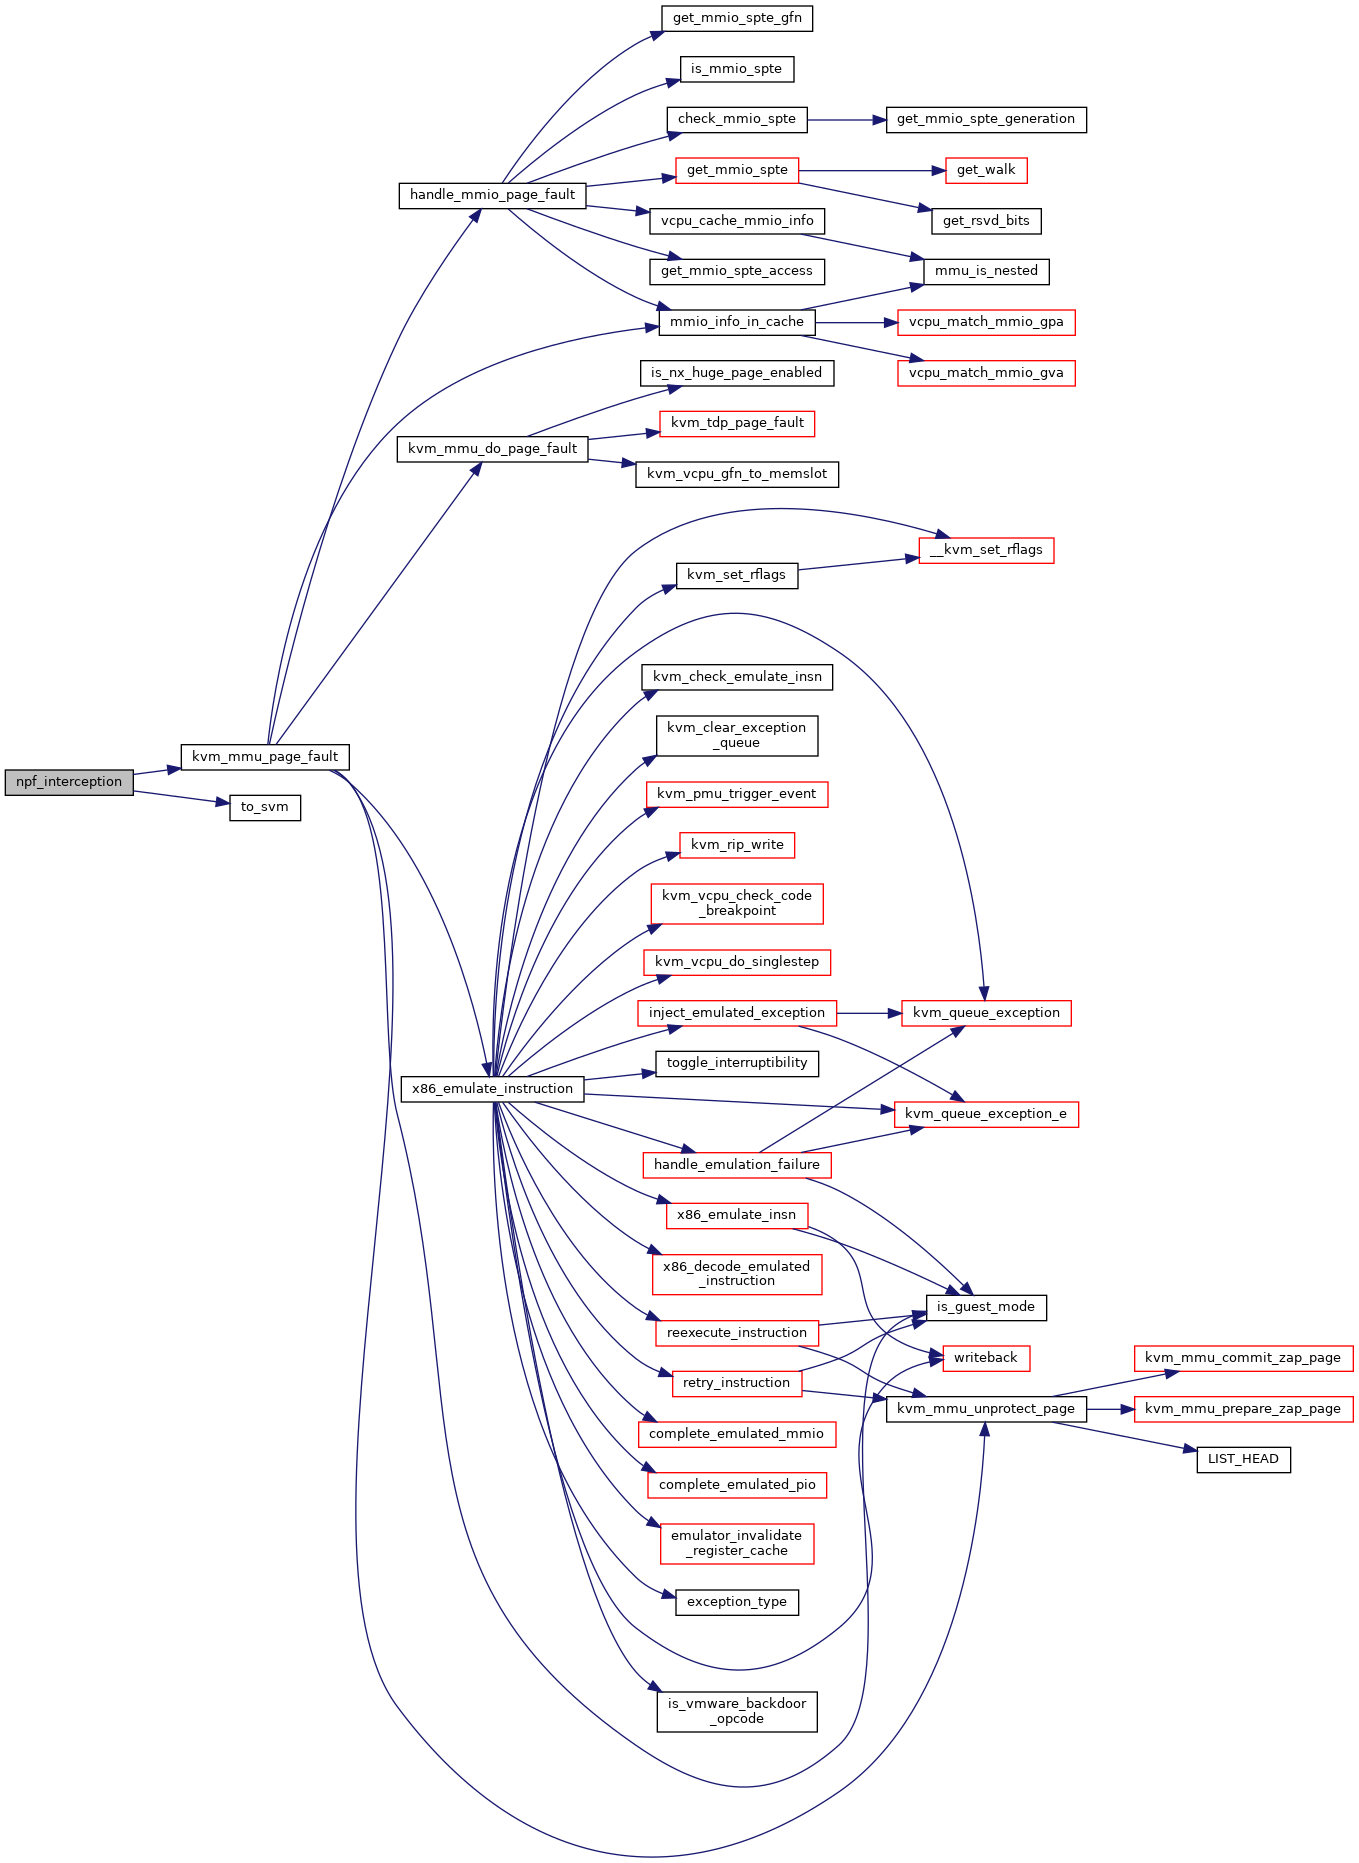 get_mmio_spte_gfn
is_mmio_spte
check_mmio_spte
get_mmio_spte_generation
get_mmio_spte
get_walk
handle_mmio_page_fault
vcpu_cache_mmio_info
get_rsvd_bits
get_mmio_spte_access
mmu_is_nested
mmio_info_in_cache
vcpu_match_mmio_gpa
is_nx_huge_page_enabled
vcpu_match_mmio_gva
kvm_tdp_page_fault
kvm_mmu_do_page_fault
kvm_vcpu_gfn_to_memslot
__kvm_set_rflags
kvm_set_rflags
kvm_check_emulate_insn
kvm_clear_exception
_queue
kvm_mmu_page_fault
npf_interception
kvm_pmu_trigger_event
to_svm
kvm_rip_write
kvm_vcpu_check_code
_breakpoint
kvm_vcpu_do_singlestep
inject_emulated_exception
kvm_queue_exception
toggle_interruptibility
x86_emulate_instruction
kvm_queue_exception_e
handle_emulation_failure
x86_emulate_insn
x86_decode_emulated
_instruction
is_guest_mode
reexecute_instruction
writeback
kvm_mmu_commit_zap_page
retry_instruction
kvm_mmu_unprotect_page
kvm_mmu_prepare_zap_page
complete_emulated_mmio
LIST_HEAD
complete_emulated_pio
emulator_invalidate
_register_cache
exception_type
is_vmware_backdoor
_opcode